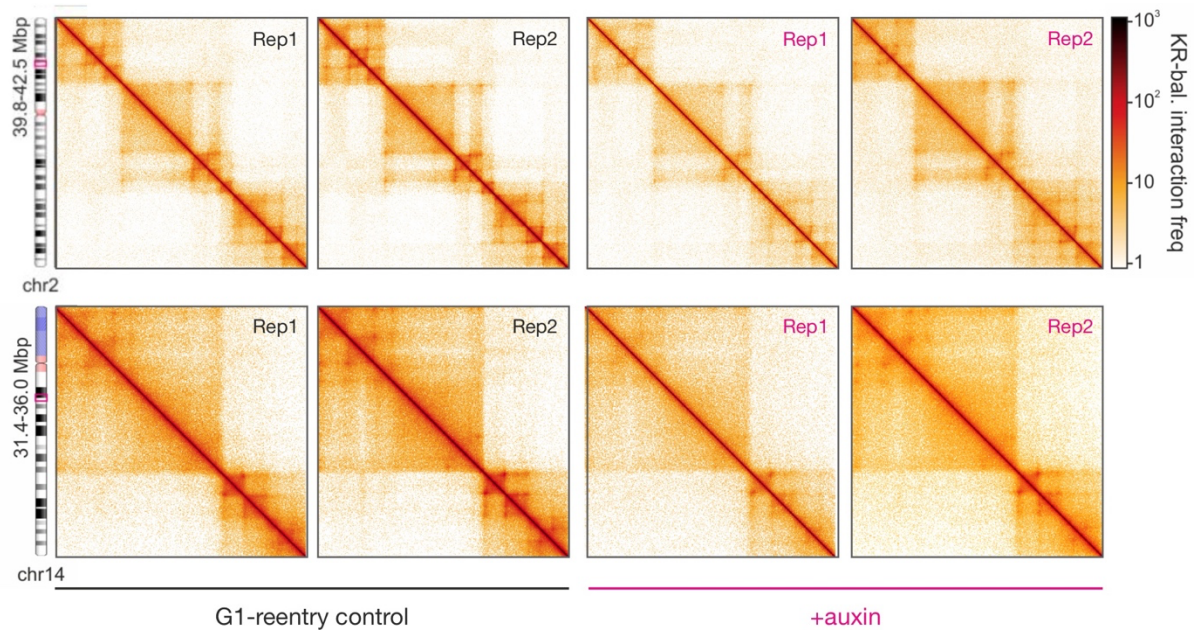 39.8-42.5 Mbp
Rep1
Rep2
Rep1
Rep2
10³
10²
10
1
KR-bal. interaction freq
chr2
31.4-36.0 Mbp
Rep1
Rep2
Rep1
Rep2
chr14
G1-reentry control
+auxin